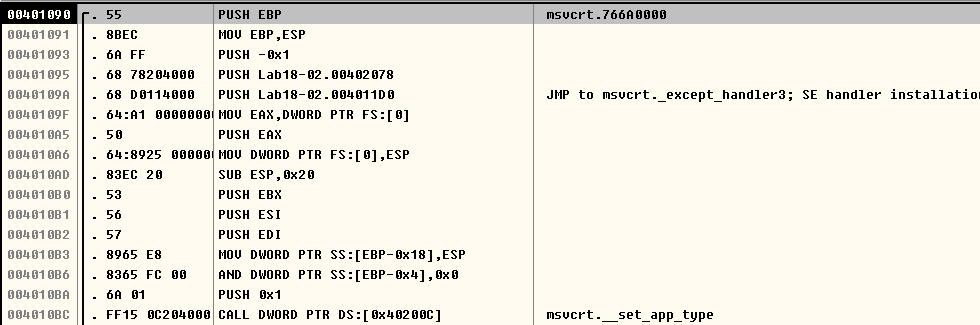 00401090 . 55 PUSH EBP msvcrt.766A0000
00401091 . 8BEC MOV EBP,ESP
00401093 . 6A FF PUSH -0x1
00401095 . 68 78204000 PUSH Lab18-02.00402078
0040109A . 68 D0114000 PUSH Lab18-02.004011D0 JMP to msvcrt._except_handler3; SE handler installation
0040109F . 64:A1 0000000 MOV EAX,DWORD PTR FS:[0]
004010A5 . 50 PUSH EAX
004010A6 . 64:8925 00000 MOV DWORD PTR FS:[0],ESP
004010AD . 83EC 20 SUB ESP,0x20
004010B0 . 53 PUSH EBX
004010B1 . 56 PUSH ESI
004010B2 . 57 PUSH EDI
004010B3 . 8965 E8 MOV DWORD PTR SS:[EBP-0x18],ESP
004010B6 . 8365 FC 00 AND DWORD PTR SS:[EBP-0x4],0x0
004010BA . 6A 01 PUSH 0x1
004010BC . FF15 0C204000 CALL DWORD PTR DS:[0x40200C] msvcrt.__set_app_type